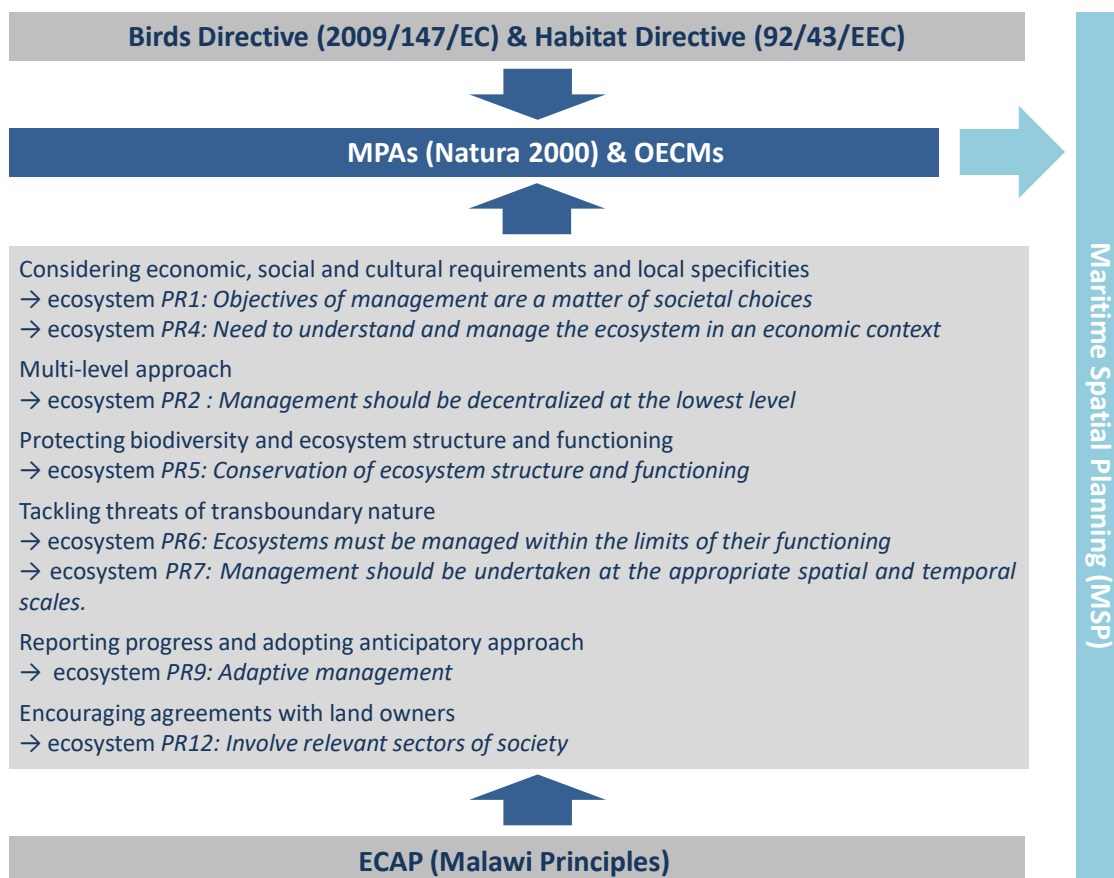 Birds Directive (2009/147/EC) & Habitat Directive (92/43/EEC)
MPAs (Natura 2000) & OECMs
Considering economic, social and cultural requirements and local specificities
→ ecosystem PR1: Objectives of management are a matter of societal choices
→ ecosystem PR4: Need to understand and manage the ecosystem in an economic context
Multi-level approach
→ ecosystem PR2 : Management should be decentralized at the lowest level
Protecting biodiversity and ecosystem structure and functioning
→ ecosystem PR5: Conservation of ecosystem structure and functioning
Tackling threats of transboundary nature
→ ecosystem PR6: Ecosystems must be managed within the limits of their functioning
→ ecosystem PR7: Management should be undertaken at the appropriate spatial and temporal
scales.
Reporting progress and adopting anticipatory approach
→ ecosystem PR9: Adaptive management
Encouraging agreements with land owners
→ ecosystem PR12: Involve relevant sectors of society
ECAP (Malawi Principles)
Maritime Spatial Planning (MSP)